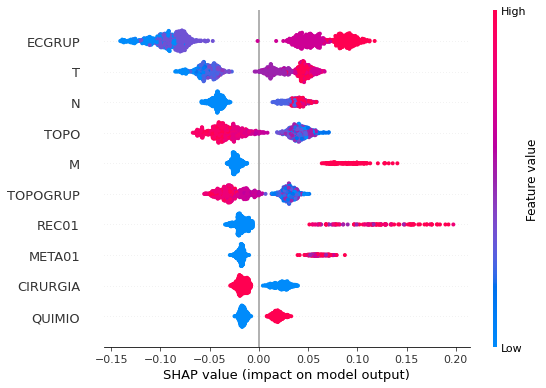 High
ECGRUP
T
N
TOPO
M
TOPOGRUP
REC01
META01
CIRURGIA
QUIMIO
Feature value
Low
−0.15 −0.10 −0.05 0.00 0.05 0.10 0.15 0.20
SHAP value (impact on model output)